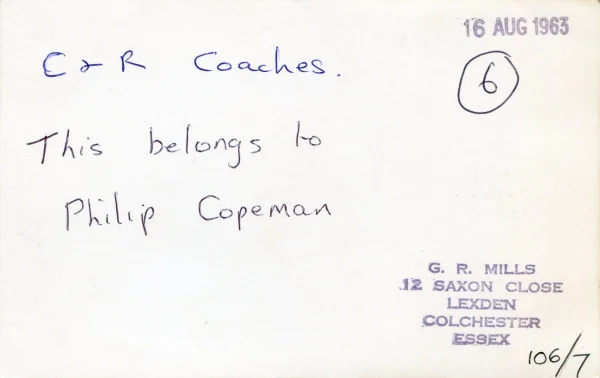 16 AUG 1963
C & R Coaches.
6
This belongs to
Philip Copeman
G. R. MILLS
12 SAXON CLOSE
LEXDEN
COLCHESTER
ESSEX
106/7